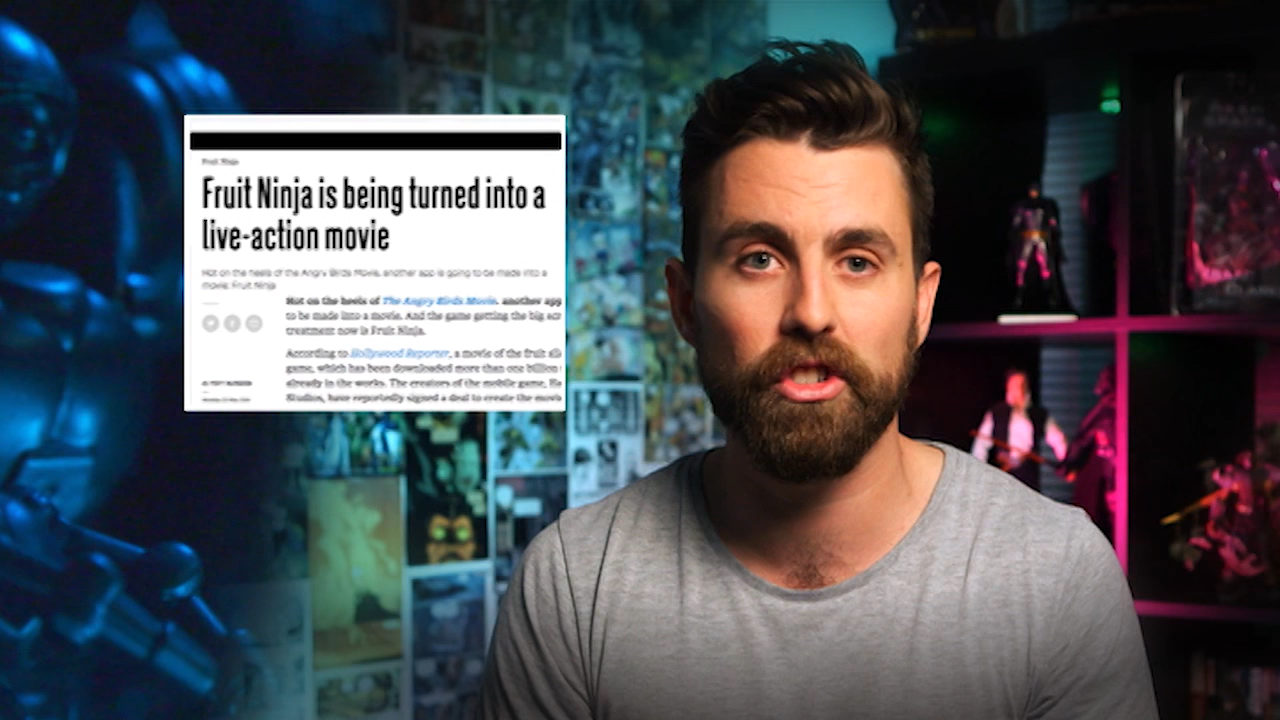 Fruit Ninja
Fruit Ninja is being turned into a
live-action movie
Hot on the heels of the Angry Birds Movie, another app is going to be made into a
movie: Fruit Ninja
Hot on the heels of The Angry Birds Movie, another app
to be made into a movie. And the game getting the big scr
treatment now is Fruit Ninja.
According to Hollywood Reporter, a movie of the fruit sli
game, which has been downloaded more than one billion
already in the works. The creators of the mobile game, Ha
Studios, have reportedly signed a deal to create the movie